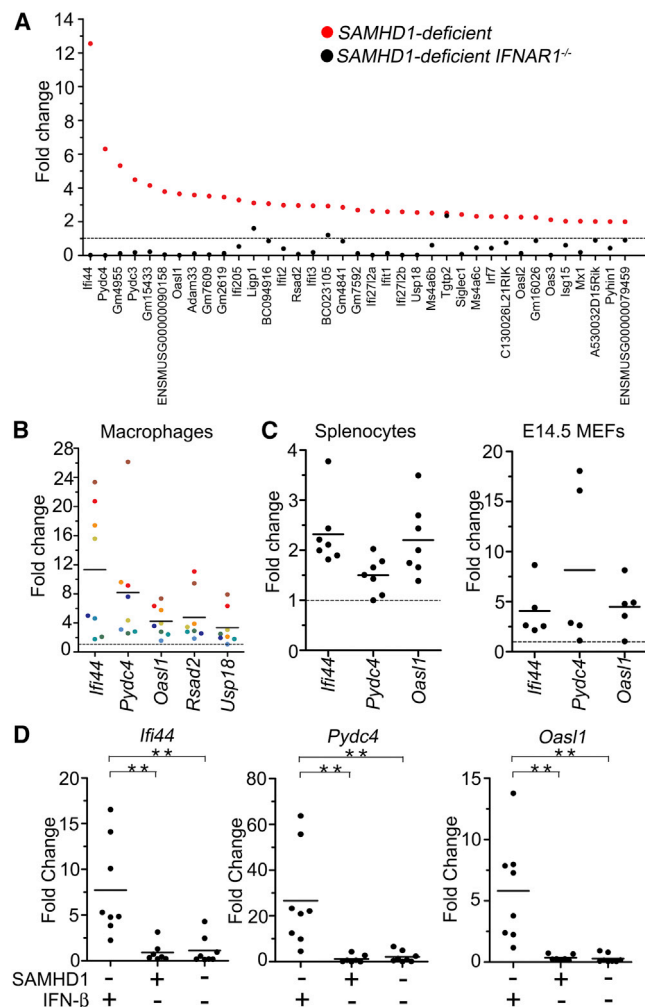 A
14
12
10
8
6
4
2
0
Fold change
SAMHD1-deficient
SAMHD1-deficient IFNAR1-/-
Ifi44
Pydc4
Gm4955
Pydc3
Gm15433
ENSMUSG00000090158
Oasl1
Adam33
Gm7609
Gm2619
Ifi205
Ligp1
BC094916
Ifit2
Rsad2
Ifit3
BC023105
Gm4841
Gm7592
Ifi27l2a
Ifit1
Ifi27l2b
Usp18
Ms4a6b
Tgtp2
Siglec1
Ms4a6c
Irf7
C130026L21RIK
Oasl2
Gm16026
Oas3
Isg15
Mx1
A530032D15Rik
Pyhin1
ENSMUSG00000079459
B
Macrophages
28
24
20
16
12
8
4
0
Fold change
Ifi44
Pydc4
Oasl1
Rsad2
Usp18
C
Splenocytes
4
3
2
1
0
Fold change
Ifi44
Pydc4
Oasl1
E14.5 MEFs
25
20
15
10
5
0
Fold change
Ifi44
Pydc4
Oasl1
D
Ifi44
**
**
20
15
10
5
0
Fold Change
Pydc4
**
**
80
60
40
20
0
Fold Change
Oasl1
**
**
15
10
5
0
Fold Change
SAMHD1 - + - - + - - + -
IFN-β + - - + - - + - -